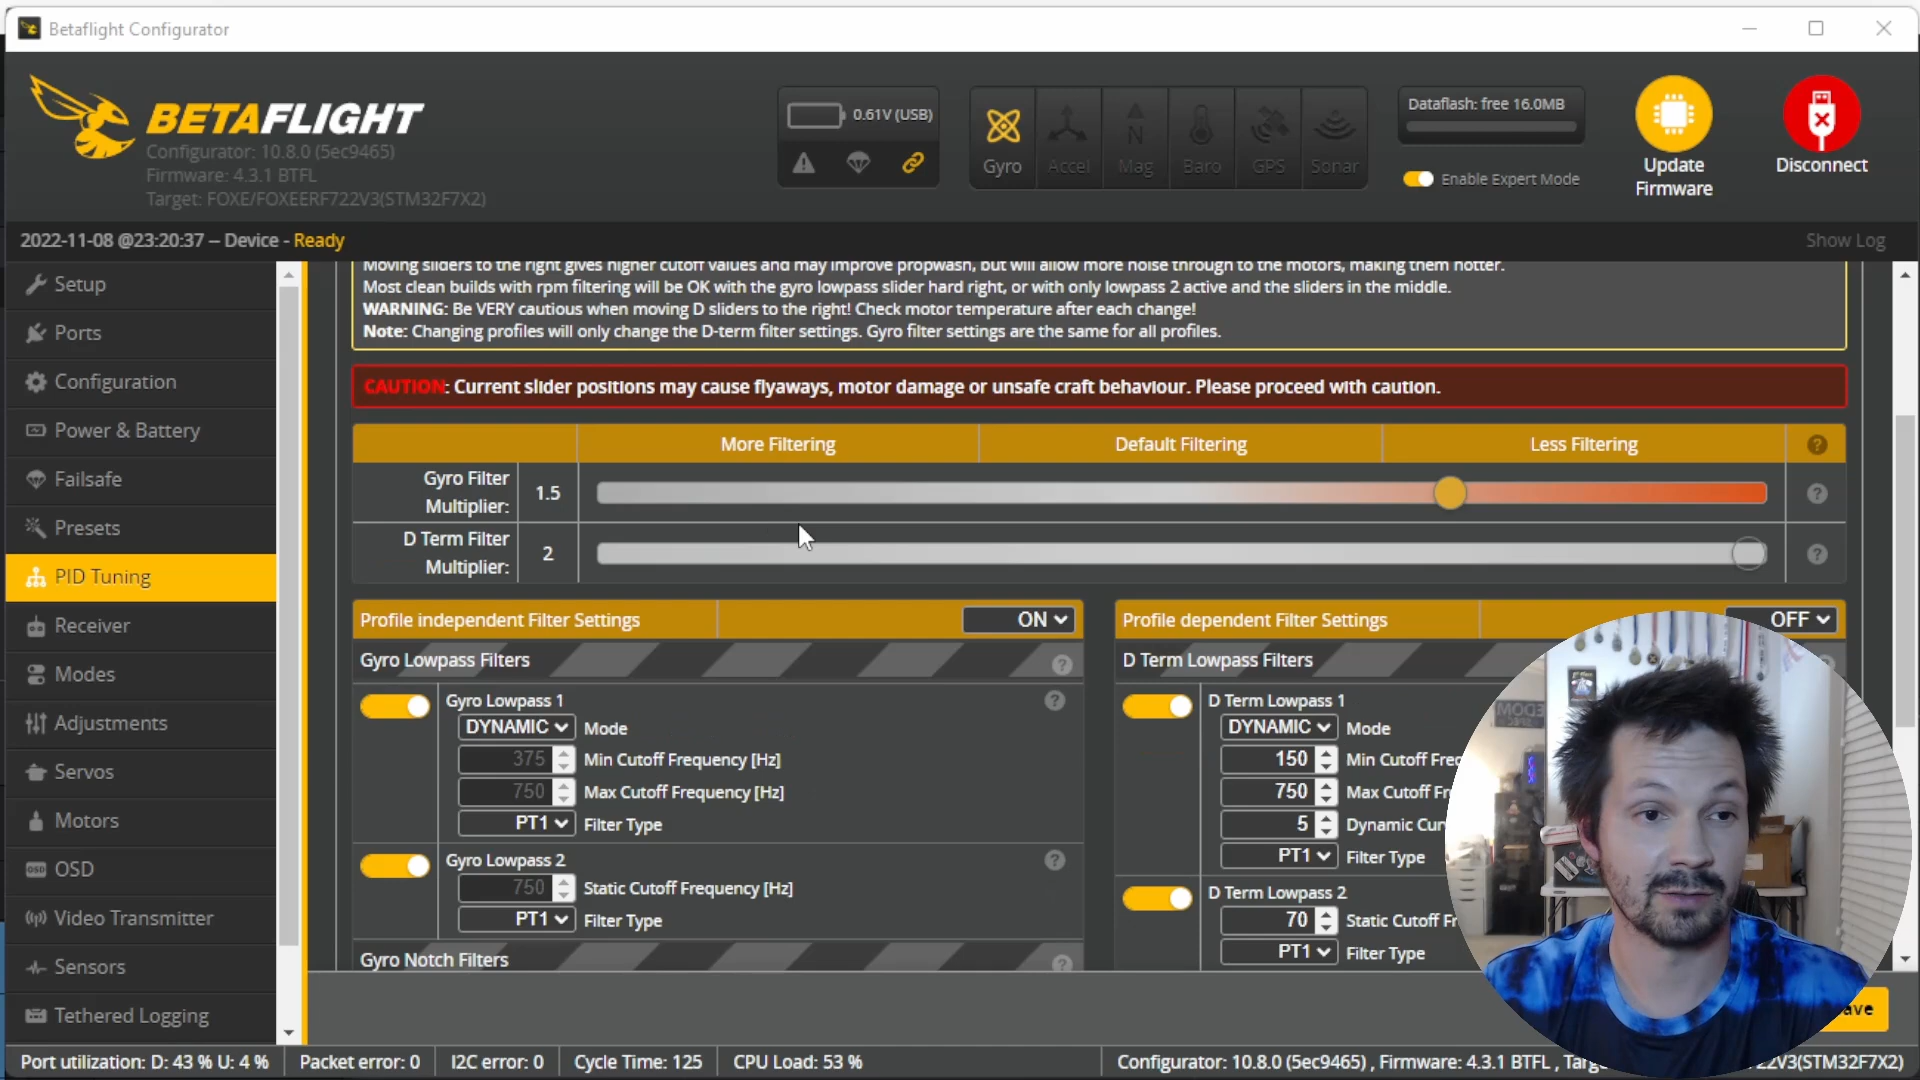 Betaflight Configurator
BETAFLIGHT
Configurator: 10.8.0 (5ec9465)
Firmware: 4.3.1 BTFL
Target: FOXE/FOXEERF722V3(STM32F7X2)
0.61V (USB)
Gyro
Accel
Mag
Baro
GPS
Sonar
Dataflash: free 16.0MB
Enable Expert Mode
Update
Firmware
Disconnect
2022-11-08 @23:20:37 -- Device - Ready
Show Log
Setup
Ports
Configuration
Power & Battery
Failsafe
Presets
PID Tuning
Receiver
Modes
Adjustments
Servos
Motors
OSD
Video Transmitter
Sensors
Tethered Logging
Moving sliders to the right gives higher cutoff values and may improve propwash, but will allow more noise through to the motors, making them hotter.
Most clean builds with rpm filtering will be OK with the gyro lowpass slider hard right, or with only lowpass 2 active and the sliders in the middle.
WARNING: Be VERY cautious when moving D sliders to the right! Check motor temperature after each change!
Note: Changing profiles will only change the D-term filter settings. Gyro filter settings are the same for all profiles.
CAUTION: Current slider positions may cause flyaways, motor damage or unsafe craft behaviour. Please proceed with caution.
More Filtering
Default Filtering
Less Filtering
?
Gyro Filter
Multiplier:
1.5
?
D Term Filter
Multiplier:
2
?
Profile independent Filter Settings
ON
Gyro Lowpass Filters
?
Gyro Lowpass 1
?
DYNAMIC Mode
375 Min Cutoff Frequency [Hz]
750 Max Cutoff Frequency [Hz]
PT1 Filter Type
Gyro Lowpass 2
?
750 Static Cutoff Frequency [Hz]
PT1 Filter Type
Gyro Notch Filters
?
Profile dependent Filter Settings
OFF
D Term Lowpass Filters
D Term Lowpass 1
DYNAMIC Mode
150 Min Cutoff
750 Max Cutoff
5 Dynamic
PT1 Filter Type
D Term Lowpass 2
70 Static Cutoff
PT1 Filter Type
Port utilization: D: 43 % U: 4 %
Packet error: 0
I2C error: 0
Cycle Time: 125
CPU Load: 53 %
Configurator: 10.8.0 (5ec9465) , Firmware: 4.3.1 BTFL ,